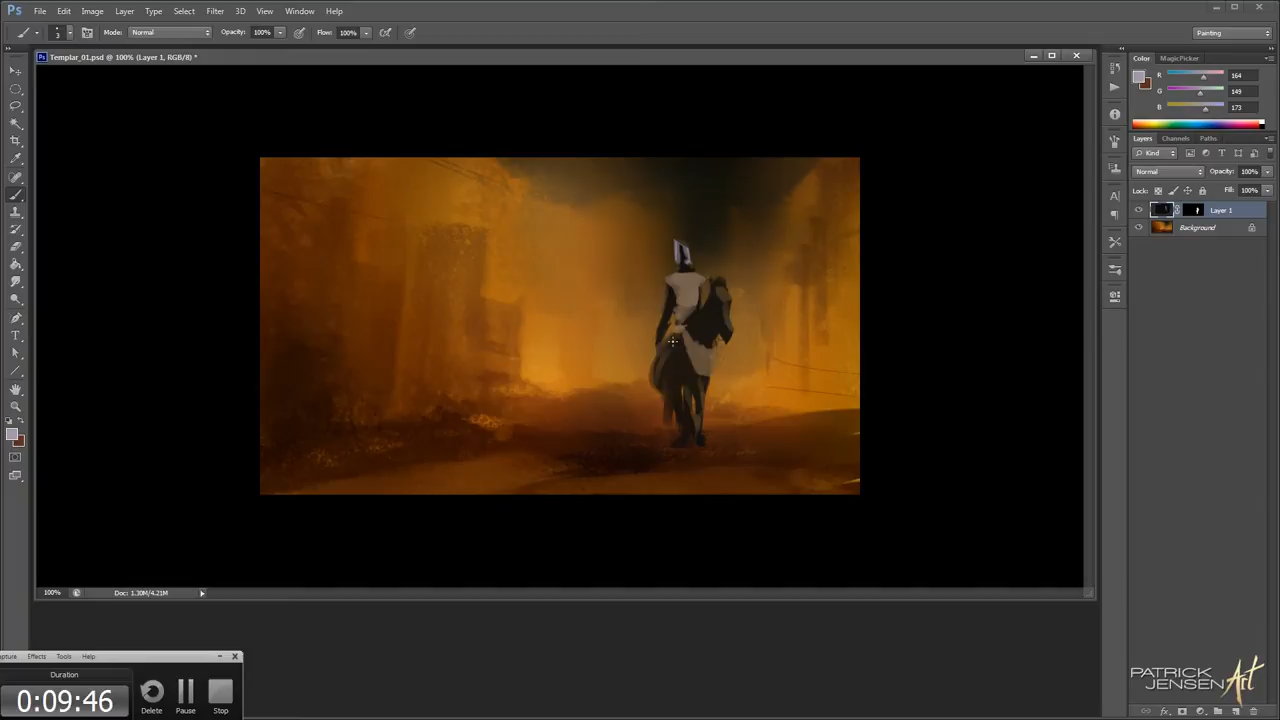 Ps File Edit Image Layer Type Select Filter 3D View Window Help
3 Mode: Normal Opacity: 100% Flow: 100% Painting
Ps Templar_01.psd @ 100% (Layer 1, RGB/8) *
Color MagicPicker
R 164
G 149
B 173
Layers Channels Paths
Kind
Normal Opacity: 100%
Lock: Fill: 100%
Layer 1
Background
100% Doc: 1.30M/4.21M
pture Effects Tools Help
Duration
0:09:46
Delete Pause Stop
PATRICK
JENSEN Art